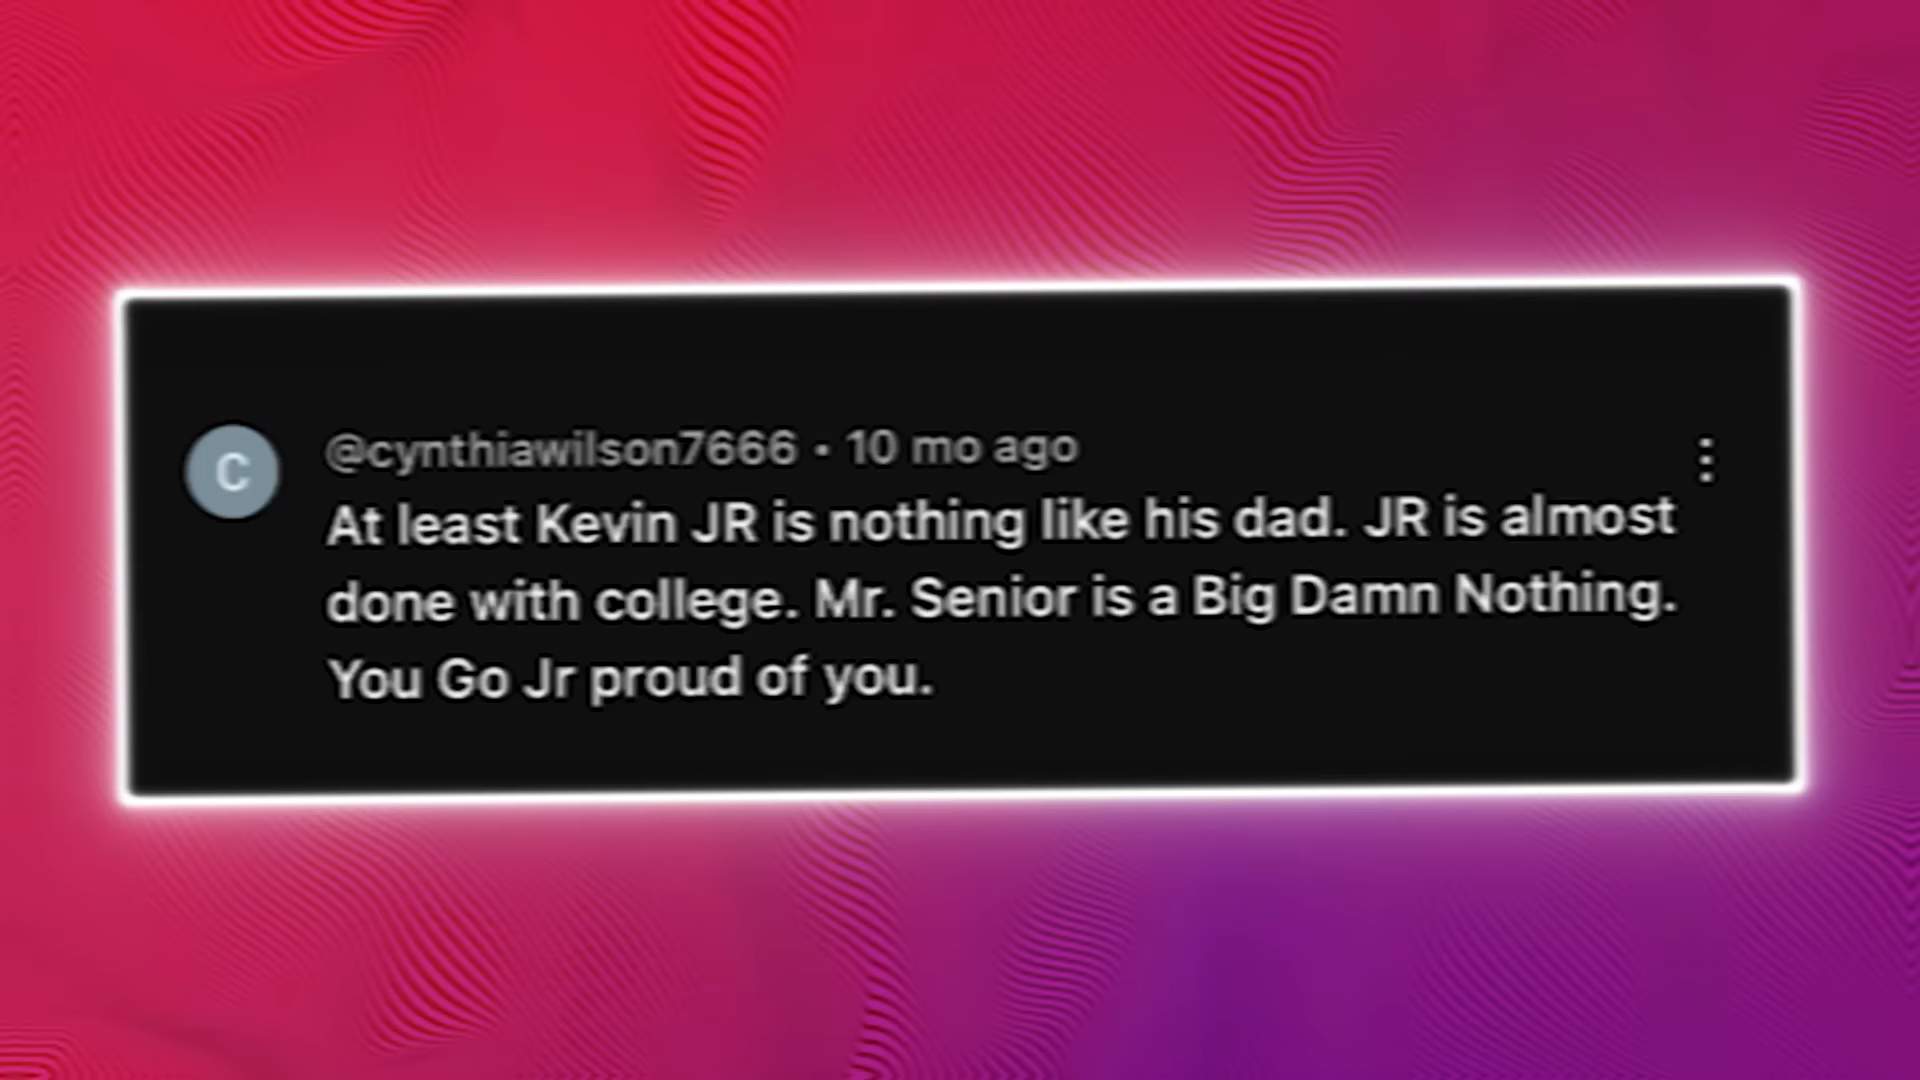 C
@cynthiawilson7666 • 10 mo ago
At least Kevin JR is nothing like his dad. JR is almost
done with college. Mr. Senior is a Big Damn Nothing.
You Go Jr proud of you.